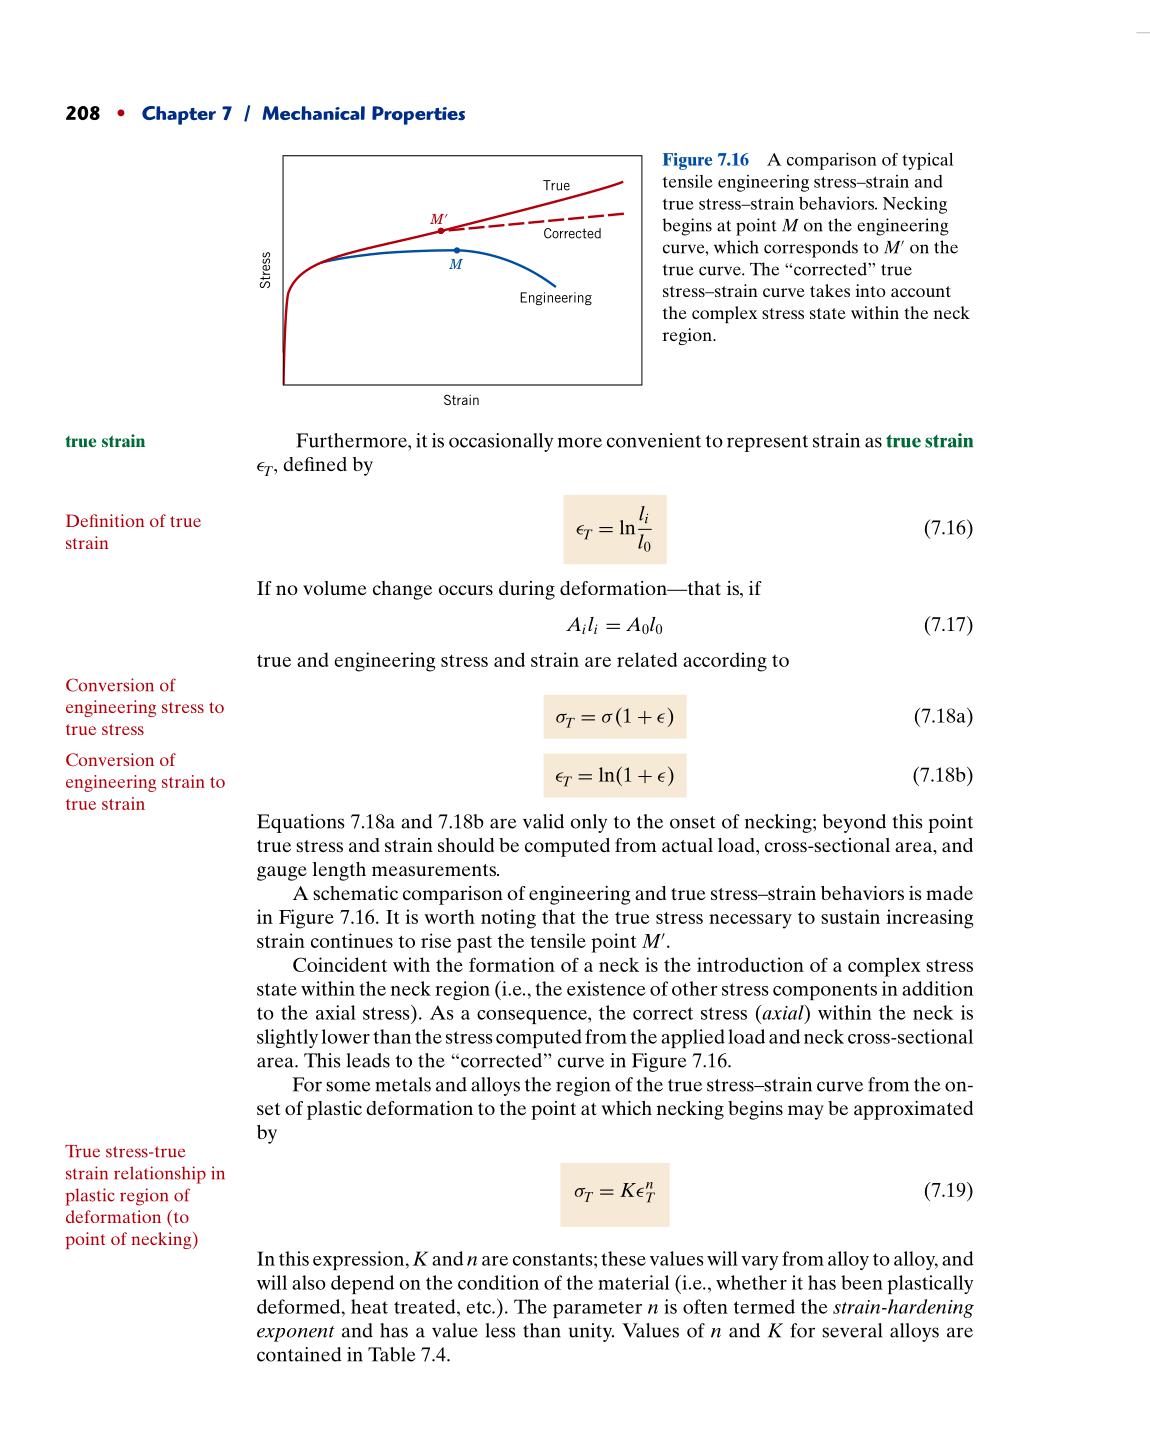 208 • Chapter 7 / Mechanical Properties
Stress
True
M′
Corrected
M
Engineering
Strain
Figure 7.16 A comparison of typical
tensile engineering stress–strain and
true stress–strain behaviors. Necking
begins at point M on the engineering
curve, which corresponds to M′ on the
true curve. The “corrected” true
stress–strain curve takes into account
the complex stress state within the neck
region.
true strain
Furthermore, it is occasionally more convenient to represent strain as true strain
ϵT, defined by
Definition of true
strain
ϵT = ln li/l0 (7.16)
If no volume change occurs during deformation—that is, if
Aili = A0l0 (7.17)
true and engineering stress and strain are related according to
Conversion of
engineering stress to
true stress
σT = σ(1 + ϵ) (7.18a)
Conversion of
engineering strain to
true strain
ϵT = ln(1 + ϵ) (7.18b)
Equations 7.18a and 7.18b are valid only to the onset of necking; beyond this point
true stress and strain should be computed from actual load, cross-sectional area, and
gauge length measurements.
A schematic comparison of engineering and true stress–strain behaviors is made
in Figure 7.16. It is worth noting that the true stress necessary to sustain increasing
strain continues to rise past the tensile point M′.
Coincident with the formation of a neck is the introduction of a complex stress
state within the neck region (i.e., the existence of other stress components in addition
to the axial stress). As a consequence, the correct stress (axial) within the neck is
slightly lower than the stress computed from the applied load and neck cross-sectional
area. This leads to the “corrected” curve in Figure 7.16.
For some metals and alloys the region of the true stress–strain curve from the on-
set of plastic deformation to the point at which necking begins may be approximated
by
True stress-true
strain relationship in
plastic region of
deformation (to
point of necking)
σT = KϵTn (7.19)
In this expression, K and n are constants; these values will vary from alloy to alloy, and
will also depend on the condition of the material (i.e., whether it has been plastically
deformed, heat treated, etc.). The parameter n is often termed the strain-hardening
exponent and has a value less than unity. Values of n and K for several alloys are
contained in Table 7.4.